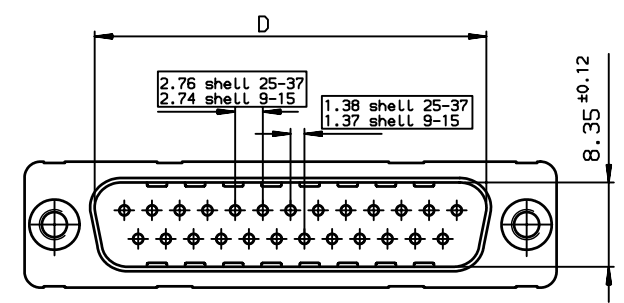 D
2.76 shell 25-37
2.74 shell 9-15
1.38 shell 25-37
1.37 shell 9-15
8.35 ±0.12